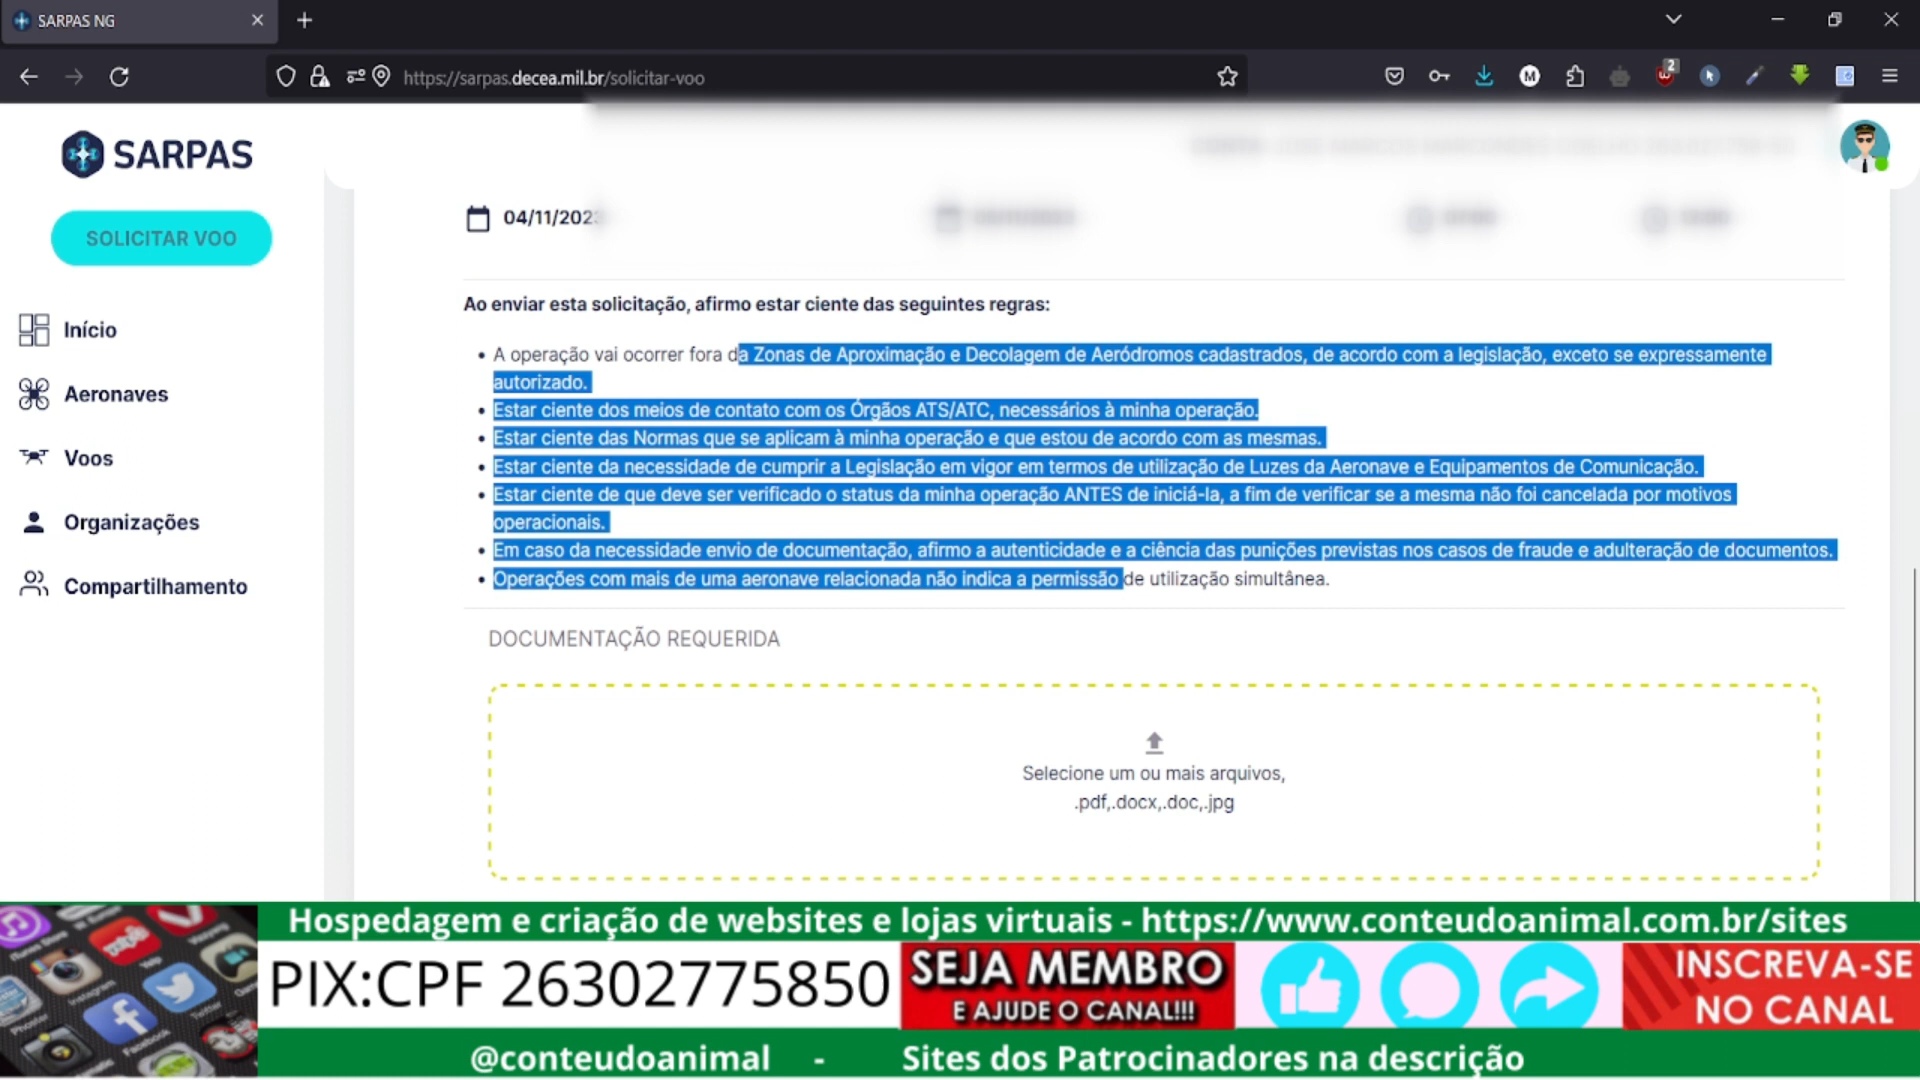 SARPAS NG
https://sarpas.decea.mil.br/solicitar-voo
2
SARPAS
SOLICITAR VOO
Início
Aeronaves
Voos
Organizações
Compartilhamento
04/11/2023
Ao enviar esta solicitação, afirmo estar ciente das seguintes regras:
• A operação vai ocorrer fora da Zonas de Aproximação e Decolagem de Aeródromos cadastrados, de acordo com a legislação, exceto se expressamente
autorizado.
• Estar ciente dos meios de contato com os Órgãos ATS/ATC, necessários à minha operação.
• Estar ciente das Normas que se aplicam à minha operação e que estou de acordo com as mesmas.
• Estar ciente da necessidade de cumprir a Legislação em vigor em termos de utilização de Luzes da Aeronave e Equipamentos de Comunicação.
• Estar ciente de que deve ser verificado o status da minha operação ANTES de iniciá-la, a fim de verificar se a mesma não foi cancelada por motivos
operacionais.
• Em caso da necessidade envio de documentação, afirmo a autenticidade e a ciência das punições previstas nos casos de fraude e adulteração de documentos.
• Operações com mais de uma aeronave relacionada não indica a permissão de utilização simultânea.
DOCUMENTAÇÃO REQUERIDA
Selecione um ou mais arquivos,
.pdf,.docx,.doc,.jpg
Hospedagem e criação de websites e lojas virtuais - https://www.conteudoanimal.com.br/sites
PIX:CPF 26302775850
SEJA MEMBRO
E AJUDE O CANAL!!!
INSCREVA-SE
NO CANAL
@conteudoanimal - Sites dos Patrocinadores na descrição